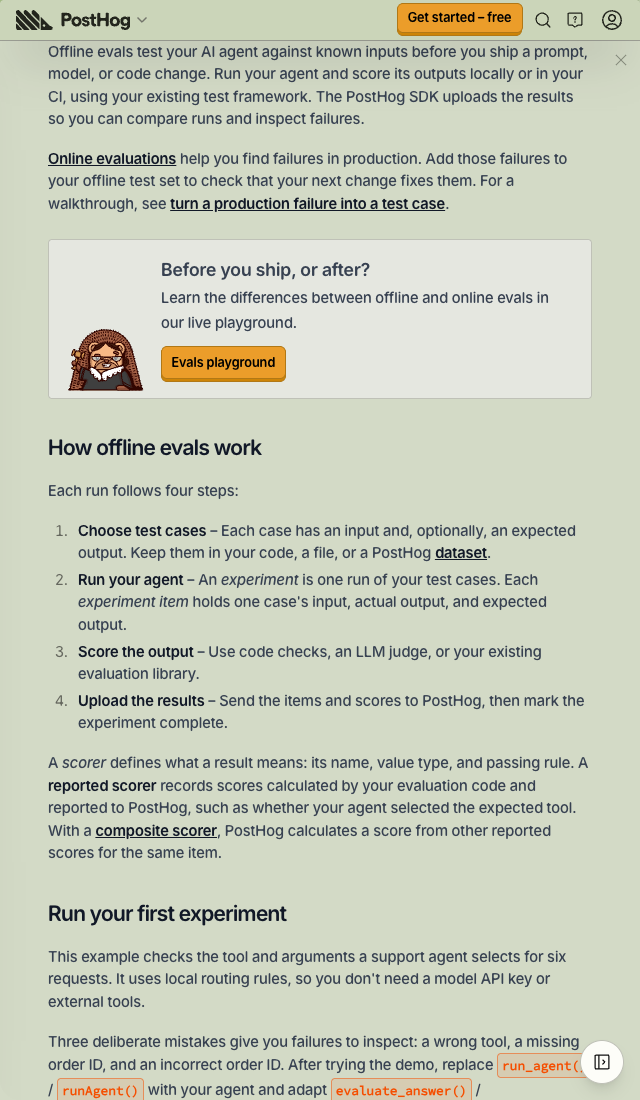 PostHog
Get started – free
Offline evals test your AI agent against known inputs before you ship a prompt,
model, or code change. Run your agent and score its outputs locally or in your
CI, using your existing test framework. The PostHog SDK uploads the results
so you can compare runs and inspect failures.
Online evaluations help you find failures in production. Add those failures to
your offline test set to check that your next change fixes them. For a
walkthrough, see turn a production failure into a test case.
Before you ship, or after?
Learn the differences between offline and online evals in
our live playground.
Evals playground
How offline evals work
Each run follows four steps:
1. Choose test cases – Each case has an input and, optionally, an expected
output. Keep them in your code, a file, or a PostHog dataset.
2. Run your agent – An experiment is one run of your test cases. Each
experiment item holds one case's input, actual output, and expected
output.
3. Score the output – Use code checks, an LLM judge, or your existing
evaluation library.
4. Upload the results – Send the items and scores to PostHog, then mark the
experiment complete.
A scorer defines what a result means: its name, value type, and passing rule. A
reported scorer records scores calculated by your evaluation code and
reported to PostHog, such as whether your agent selected the expected tool.
With a composite scorer, PostHog calculates a score from other reported
scores for the same item.
Run your first experiment
This example checks the tool and arguments a support agent selects for six
requests. It uses local routing rules, so you don't need a model API key or
external tools.
Three deliberate mistakes give you failures to inspect: a wrong tool, a missing
order ID, and an incorrect order ID. After trying the demo, replace run_agent(
/ runAgent() with your agent and adapt evaluate_answer() /